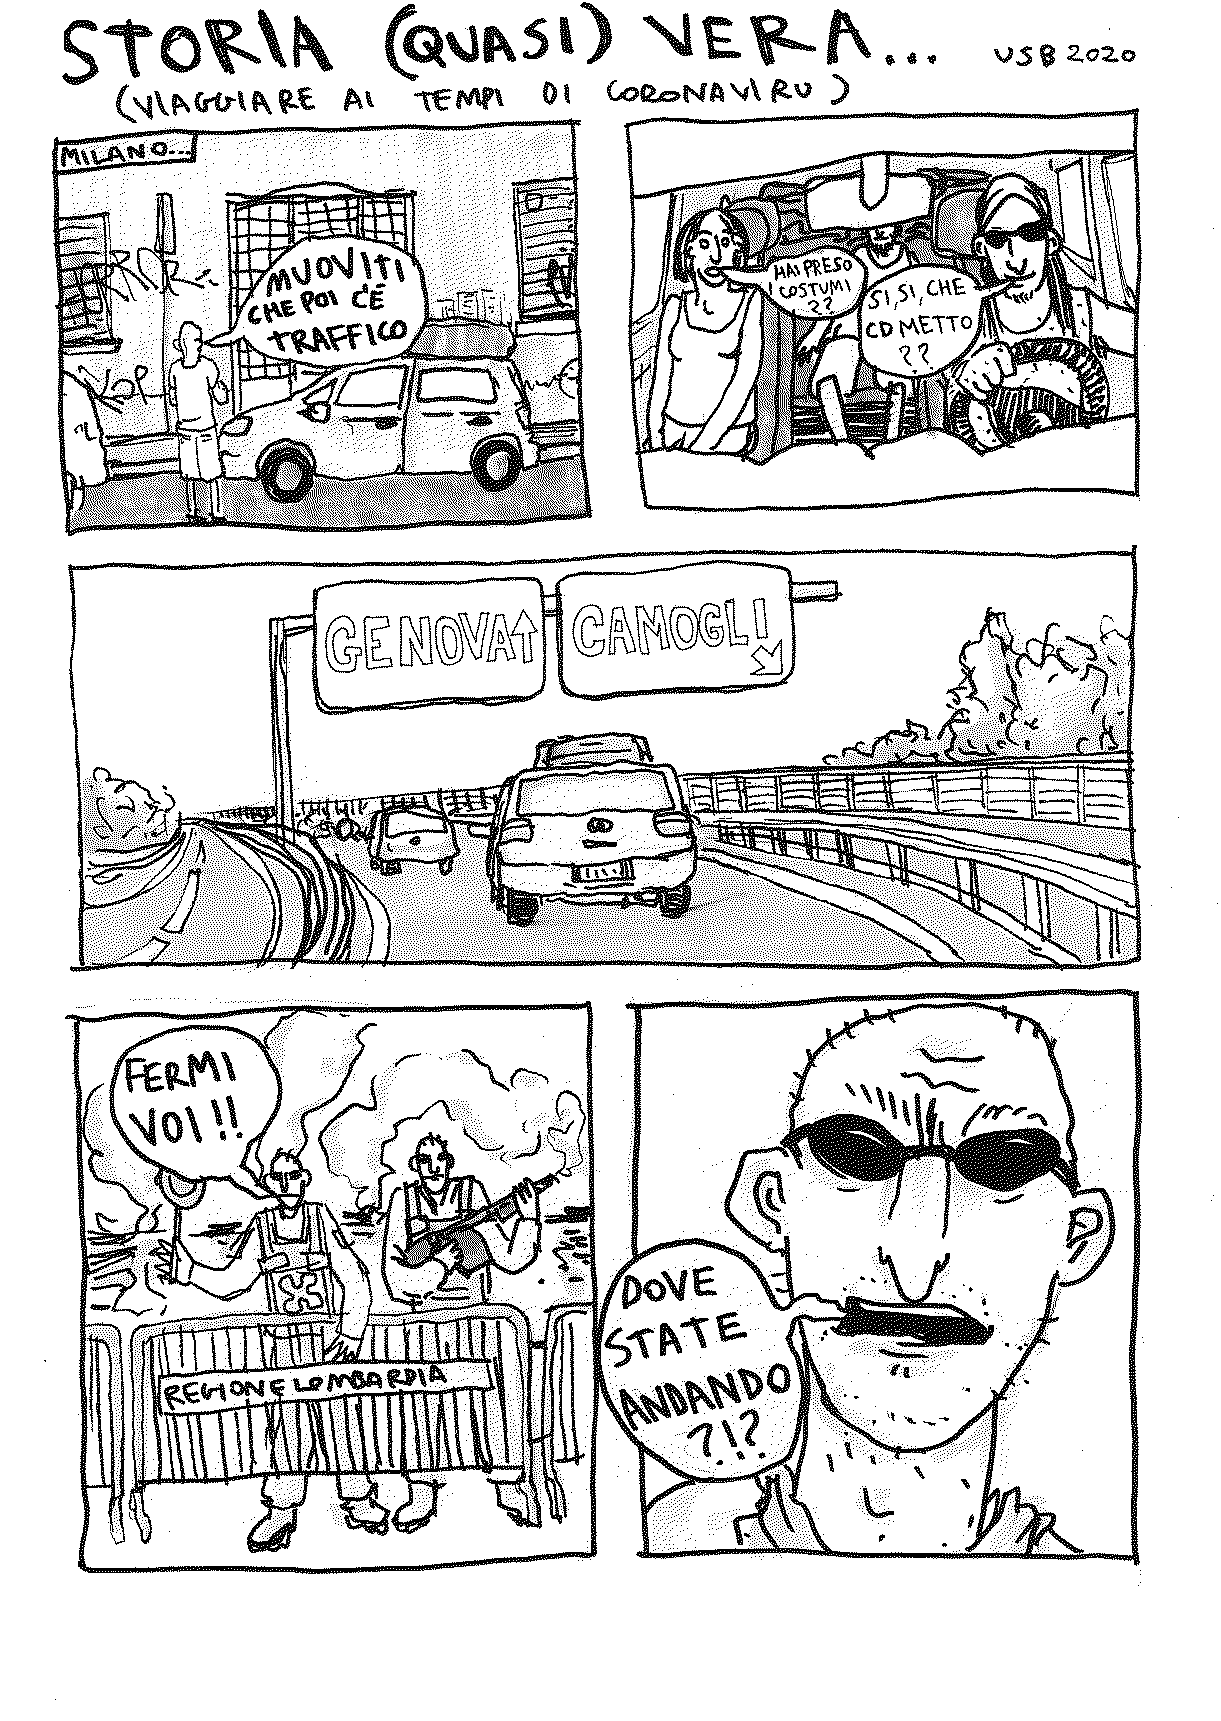 STORIA (QUASI) VERA...
USB 2020
(VIAGGIARE AI TEMPI DI CORONAVIRU)
MILANO...
MUOVITI
CHE POI C'È
TRAFFICO
HAI PRESO
I COSTUMI
??
SI, SI, CHE
CD METTO
??
GENOVA↑
CAMOGLI
↘
FERMI
VOI!!
REGIONE LOMBARDIA
DOVE
STATE
ANDANDO
?!?